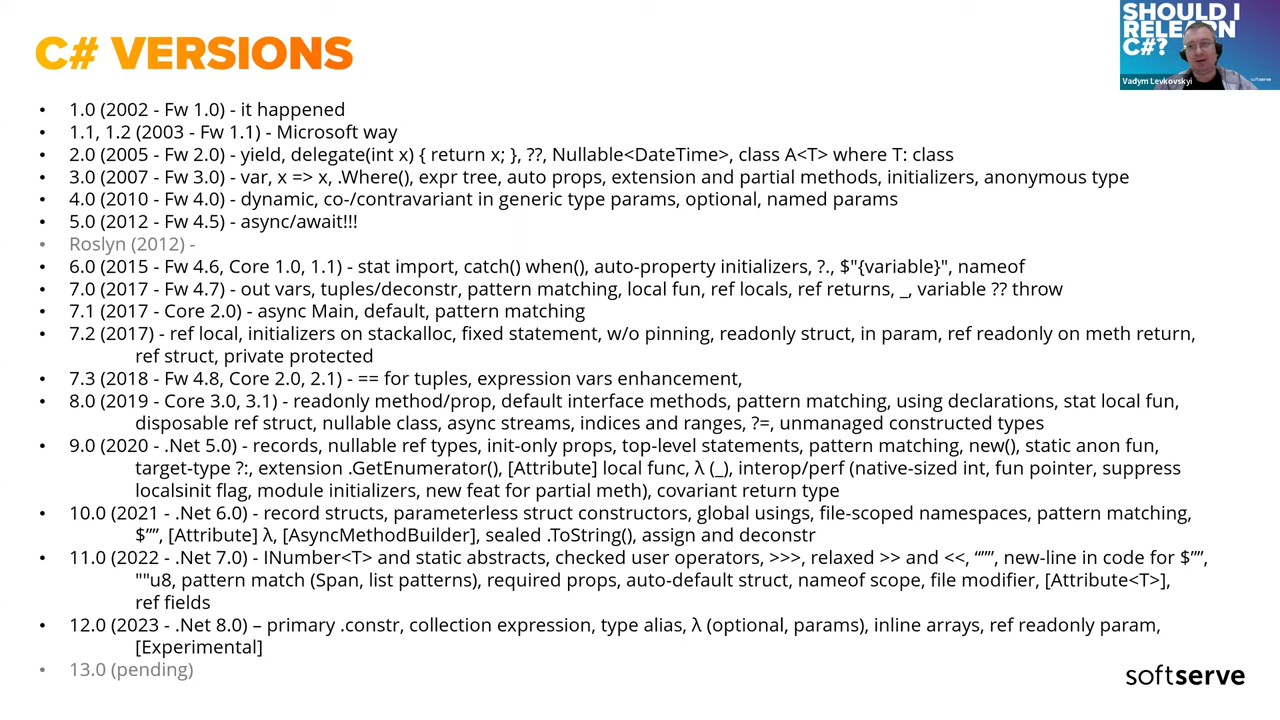 C# VERSIONS
SHOULD I
RELEARN
C#?
softserve
Vadym Levkovskyi
• 1.0 (2002 - Fw 1.0) - it happened
• 1.1, 1.2 (2003 - Fw 1.1) - Microsoft way
• 2.0 (2005 - Fw 2.0) - yield, delegate(int x) { return x; }, ??, Nullable<DateTime>, class A<T> where T: class
• 3.0 (2007 - Fw 3.0) - var, x => x, .Where(), expr tree, auto props, extension and partial methods, initializers, anonymous type
• 4.0 (2010 - Fw 4.0) - dynamic, co-/contravariant in generic type params, optional, named params
• 5.0 (2012 - Fw 4.5) - async/await!!!
• Roslyn (2012) -
• 6.0 (2015 - Fw 4.6, Core 1.0, 1.1) - stat import, catch() when(), auto-property initializers, ?., $"{variable}", nameof
• 7.0 (2017 - Fw 4.7) - out vars, tuples/deconstr, pattern matching, local fun, ref locals, ref returns, _, variable ?? throw
• 7.1 (2017 - Core 2.0) - async Main, default, pattern matching
• 7.2 (2017) - ref local, initializers on stackalloc, fixed statement, w/o pinning, readonly struct, in param, ref readonly on meth return,
ref struct, private protected
• 7.3 (2018 - Fw 4.8, Core 2.0, 2.1) - == for tuples, expression vars enhancement,
• 8.0 (2019 - Core 3.0, 3.1) - readonly method/prop, default interface methods, pattern matching, using declarations, stat local fun,
disposable ref struct, nullable class, async streams, indices and ranges, ?=, unmanaged constructed types
• 9.0 (2020 - .Net 5.0) - records, nullable ref types, init-only props, top-level statements, pattern matching, new(), static anon fun,
target-type ?:, extension .GetEnumerator(), [Attribute] local func, λ (_), interop/perf (native-sized int, fun pointer, suppress
localsinit flag, module initializers, new feat for partial meth), covariant return type
• 10.0 (2021 - .Net 6.0) - record structs, parameterless struct constructors, global usings, file-scoped namespaces, pattern matching,
$””, [Attribute] λ, [AsyncMethodBuilder], sealed .ToString(), assign and deconstr
• 11.0 (2022 - .Net 7.0) - INumber<T> and static abstracts, checked user operators, >>>, relaxed >> and <<, “””, new-line in code for $””,
""u8, pattern match (Span, list patterns), required props, auto-default struct, nameof scope, file modifier, [Attribute<T>],
ref fields
• 12.0 (2023 - .Net 8.0) – primary .constr, collection expression, type alias, λ (optional, params), inline arrays, ref readonly param,
[Experimental]
• 13.0 (pending)
softserve